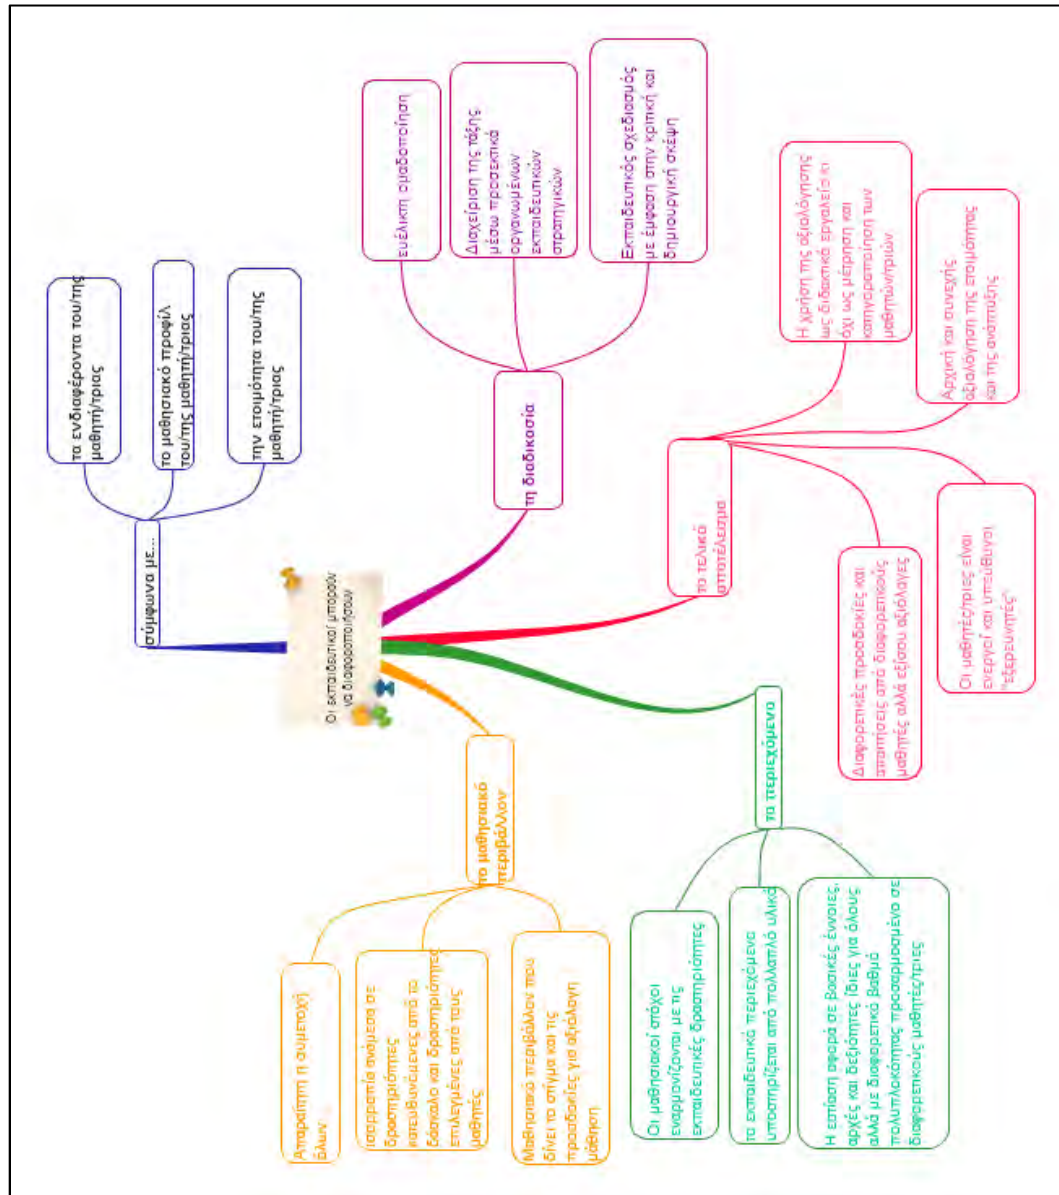 Οι εκπαιδευτικοί μπορούν
να διαφοροποιήσουν
σύμφωνα με...
τα ενδιαφέροντα του/της
μαθητή/τριας
το μαθησιακό προφίλ
του/της μαθητή/τριας
την ετοιμότητα του/της
μαθητή/τριας
τη διαδικασία
ευέλικτη ομαδοποίηση
Διαχείριση της τάξης
μέσω προσεκτικά
οργανωμένων
εκπαιδευτικών
στρατηγικών
Εκπαιδευτικός σχεδιασμός
με έμφαση στην κριτική και
δημιουργική σκέψη
το τελικό
αποτέλεσμα
Η χρήση της αξιολόγησης
ως διδακτικό εργαλείο κι
όχι ως μέτρηση και
κατηγοροποίηση των
μαθητών/τριών
Αρχική και συνεχής
αξιολόγηση της ετοιμότητας
και της ανάπτυξης
Οι μαθητές/τριες είναι
ενεργοί και υπεύθυνοι
"εξερευνητές"
Διαφορετικές προσδοκίες και
απαιτήσεις από διαφορετικούς
μαθητές αλλά εξίσου αξιόλογες
το περιεχόμενο
Οι μαθησιακοί στόχοι
εναρμονίζονται με τις
εκπαιδευτικές δραστηριότητες
το εκπαιδευτικό περιεχόμενο
υποστηρίζεται από πολλαπλό υλικό
Η εστίαση αφορά σε βασικές έννοιες,
αρχές και δεξιότητες ίδιες για όλους
αλλά με διαφορετικό βαθμό
πολυπλοκότητας προσαρμοσμένο σε
διαφορετικούς μαθητές/τριες
το μαθησιακό
περιβάλλον
Απαραίτητη η συμετοχή
όλων
ισορροπία ανάμεσα σε
δραστηριότητες
κατευθυνόμενες από το
δάσκαλο και δραστηριότητες
επιλεγμένες από τους
μαθητές
Μαθησιακό περιβάλλον που
δίνει το στίγμα και τις
προσδοκίες για αξιόλογη
μάθηση